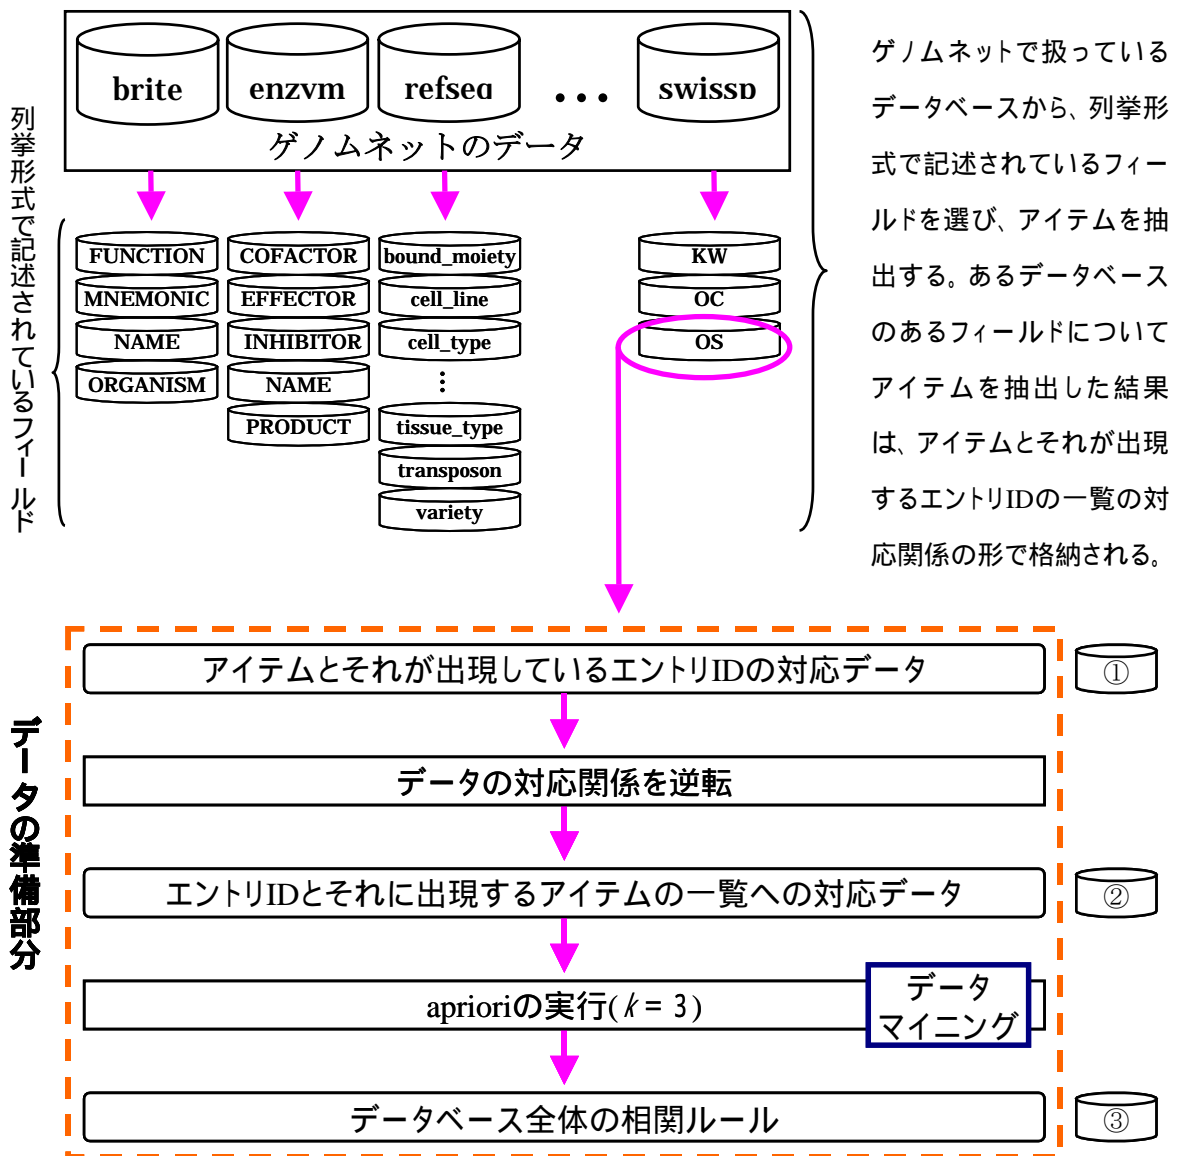 brite
enzym
refseq
...
swissp
ゲノムネットのデータ
列挙形式で記述されているフィールド
FUNCTION
MNEMONIC
NAME
ORGANISM
COFACTOR
EFFECTOR
INHIBITOR
NAME
PRODUCT
bound_moiety
cell_line
cell_type
⋮
tissue_type
transposon
variety
KW
OC
OS
ゲノムネットで扱っている
データベースから、列挙形
式で記述されているフィー
ルドを選び、アイテムを抽
出する。あるデータベース
のあるフィールドについて
アイテムを抽出した結果
は、アイテムとそれが出現
するエントリIDの一覧の対
応関係の形で格納される。
データの準備部分
アイテムとそれが出現しているエントリIDの対応データ
①
データの対応関係を逆転
エントリIDとそれに出現するアイテムの一覧への対応データ
②
aprioriの実行(k = 3)
データ
マイニング
データベース全体の相関ルール
③